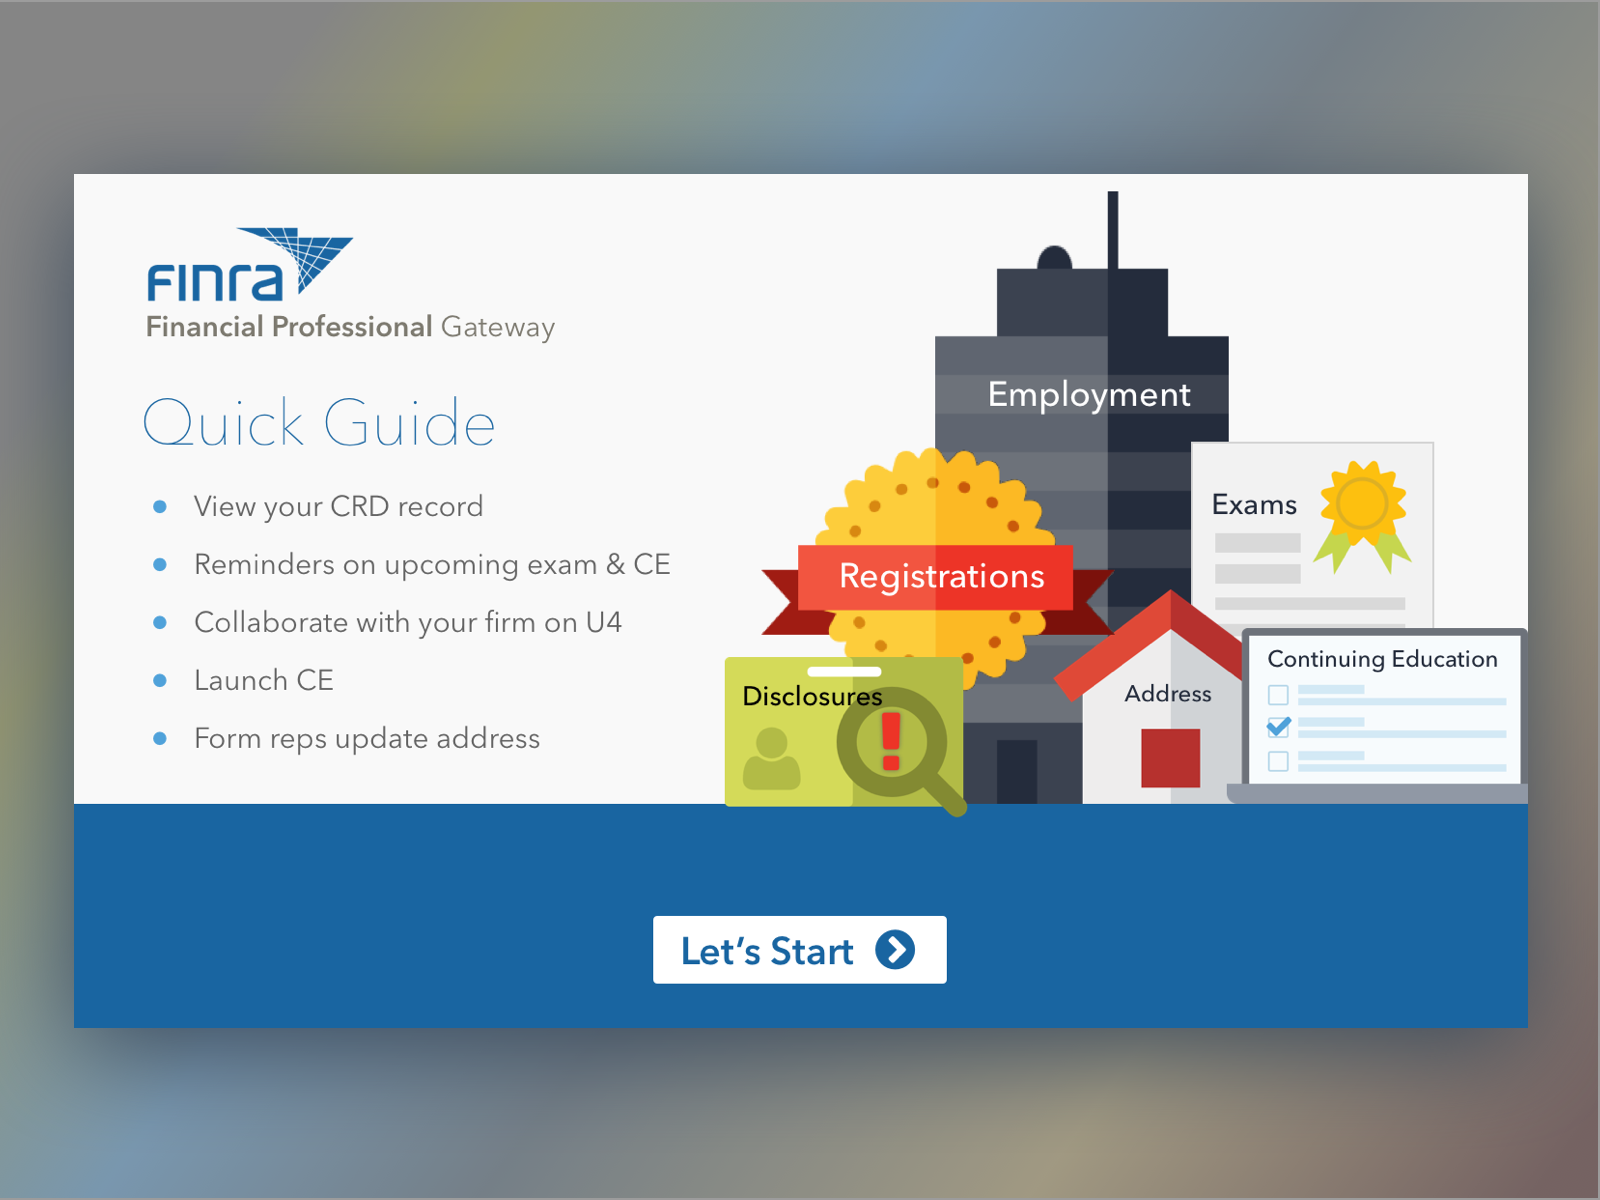 FINRA
Financial Professional Gateway
Quick Guide
View your CRD record
Reminders on upcoming exam & CE
Collaborate with your firm on U4
Launch CE
Form reps update address
Employment
Exams
Registrations
Continuing Education
Disclosures
Address
!
Let's Start